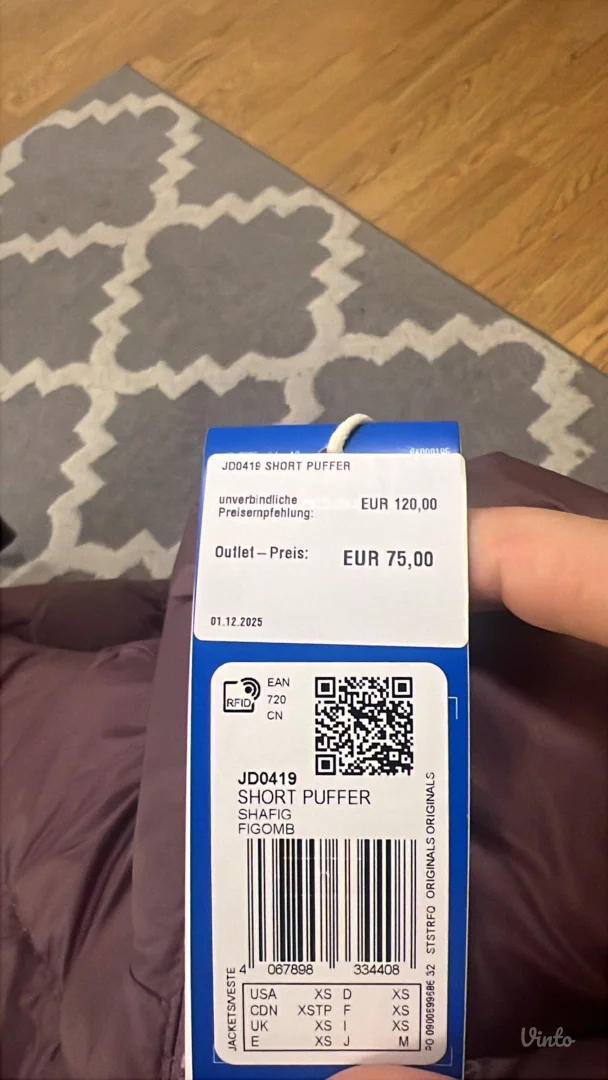 JD0419 SHORT PUFFER
unverbindliche
Preisempfehlung: EUR 120,00
Outlet-Preis: EUR 75,00
01.12.2025
RFID
EAN
720
CN
JD0419
SHORT PUFFER
SHAFIG
FIGOMB
STSTRFO ORIGINALS ORIGINALS
4 067898 334408
JACKETS/VESTE
USA XS D XS
CDN XSTP F XS
UK XS I XS
E XS J M
PO 0900699686 32
Vinto